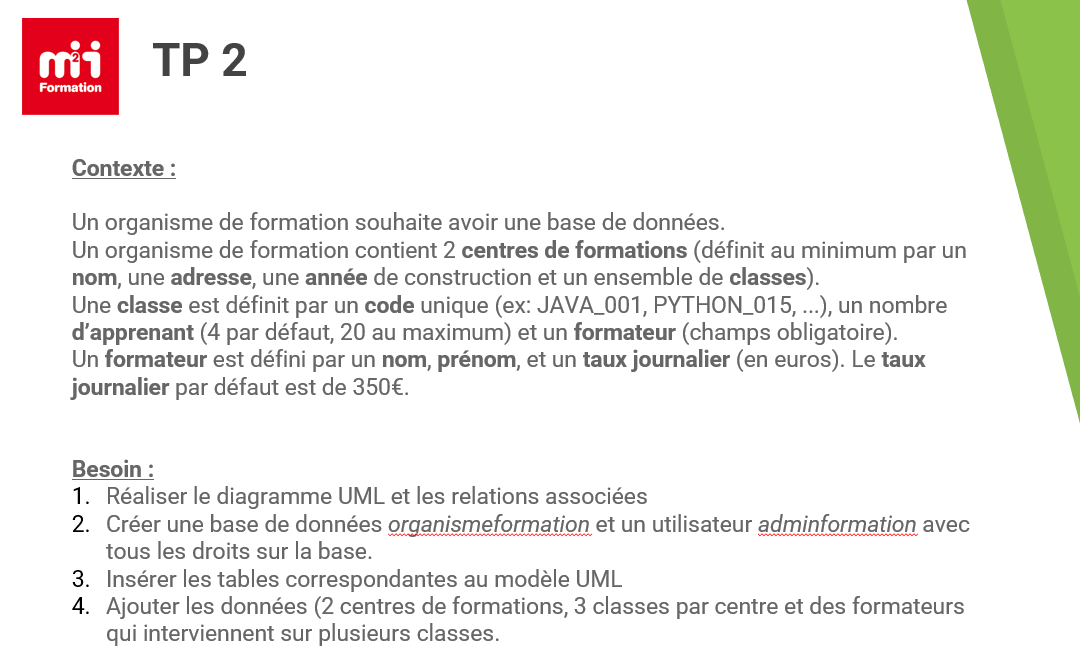 m2i
Formation
TP 2
Contexte :
Un organisme de formation souhaite avoir une base de données.
Un organisme de formation contient 2 centres de formations (définit au minimum par un
nom, une adresse, une année de construction et un ensemble de classes).
Une classe est définit par un code unique (ex: JAVA_001, PYTHON_015, ...), un nombre
d’apprenant (4 par défaut, 20 au maximum) et un formateur (champs obligatoire).
Un formateur est défini par un nom, prénom, et un taux journalier (en euros). Le taux
journalier par défaut est de 350€.
Besoin :
1. Réaliser le diagramme UML et les relations associées
2. Créer une base de données organismeformation et un utilisateur adminformation avec
tous les droits sur la base.
3. Insérer les tables correspondantes au modèle UML
4. Ajouter les données (2 centres de formations, 3 classes par centre et des formateurs
qui interviennent sur plusieurs classes.